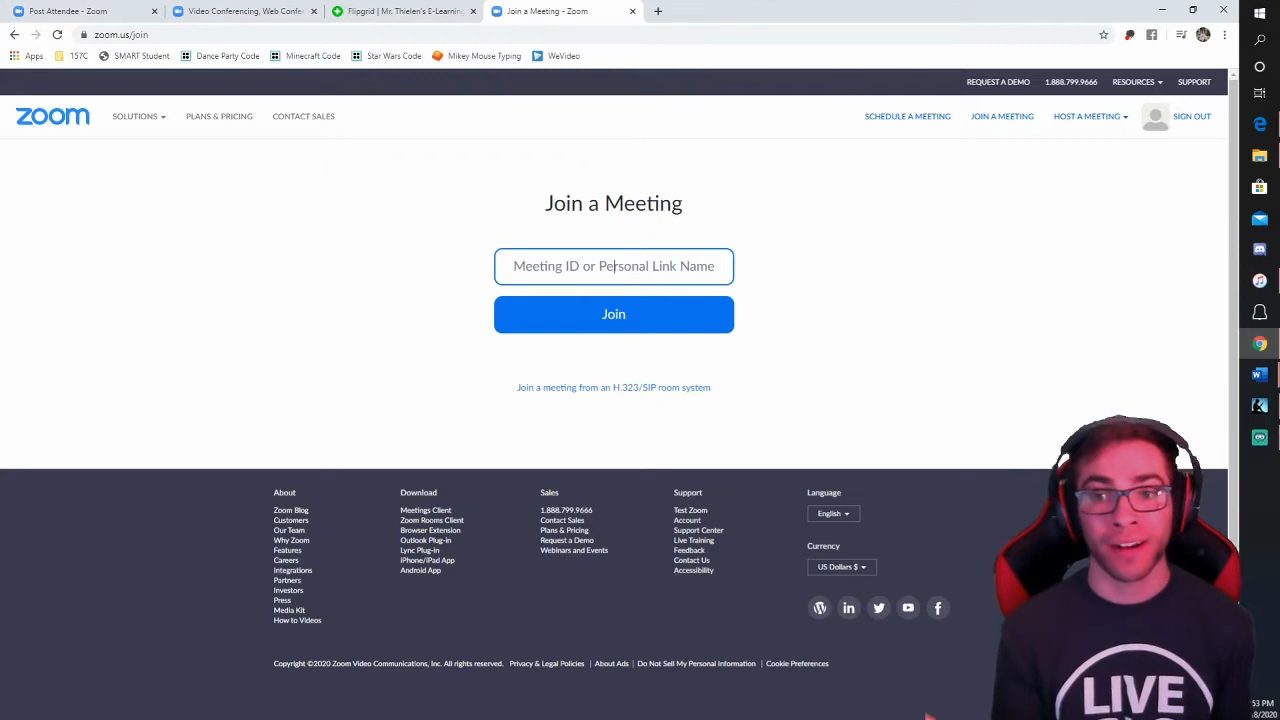 Post Attendee - Zoom
Video Conferencing, Web Confe
Flipgrid: Mr. Thielen's Learning C
Join a Meeting - Zoom
zoom.us/join
Apps 157C SMART Student Dance Party Code Minecraft Code Star Wars Code Mikey Mouse Typing WeVideo
REQUEST A DEMO 1.888.799.9666 RESOURCES SUPPORT
zoom SOLUTIONS PLANS & PRICING CONTACT SALES SCHEDULE A MEETING JOIN A MEETING HOST A MEETING SIGN OUT
Join a Meeting
Meeting ID or Personal Link Name
Join
Join a meeting from an H.323/SIP room system
About
Zoom Blog
Customers
Our Team
Why Zoom
Features
Careers
Integrations
Partners
Investors
Press
Media Kit
How to Videos
Download
Meetings Client
Zoom Rooms Client
Browser Extension
Outlook Plug-in
Lync Plug-in
iPhone/iPad App
Android App
Sales
1.888.799.9666
Contact Sales
Plans & Pricing
Request a Demo
Webinars and Events
Support
Test Zoom
Account
Support Center
Live Training
Feedback
Contact Us
Accessibility
Language
English
Currency
US Dollars $
Copyright ©2020 Zoom Video Communications, Inc. All rights reserved. Privacy & Legal Policies | About Ads | Do Not Sell My Personal Information | Cookie Preferences
LIVE
:53 PM
/8/2020